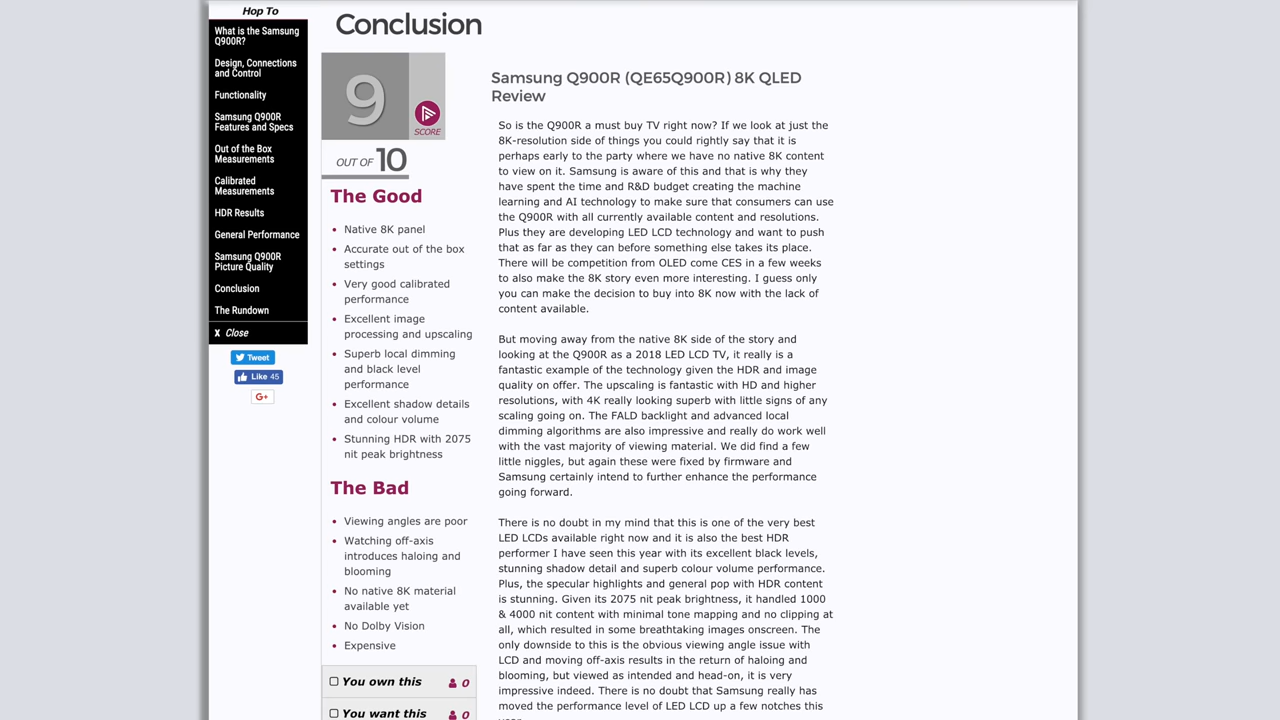 Hop To
What is the Samsung
Q900R?
Design, Connections
and Control
Functionality
Samsung Q900R
Features and Specs
Out of the Box
Measurements
Calibrated
Measurements
HDR Results
General Performance
Samsung Q900R
Picture Quality
Conclusion
The Rundown
X Close
Tweet
Like 45
G+
Conclusion
9
SCORE
OUT OF 10
The Good
Native 8K panel
Accurate out of the box
settings
Very good calibrated
performance
Excellent image
processing and upscaling
Superb local dimming
and black level
performance
Excellent shadow details
and colour volume
Stunning HDR with 2075
nit peak brightness
The Bad
Viewing angles are poor
Watching off-axis
introduces haloing and
blooming
No native 8K material
available yet
No Dolby Vision
Expensive
You own this 0
You want this 0
Samsung Q900R (QE65Q900R) 8K QLED
Review
So is the Q900R a must buy TV right now? If we look at just the
8K-resolution side of things you could rightly say that it is
perhaps early to the party where we have no native 8K content
to view on it. Samsung is aware of this and that is why they
have spent the time and R&D budget creating the machine
learning and AI technology to make sure that consumers can use
the Q900R with all currently available content and resolutions.
Plus they are developing LED LCD technology and want to push
that as far as they can before something else takes its place.
There will be competition from OLED come CES in a few weeks
to also make the 8K story even more interesting. I guess only
you can make the decision to buy into 8K now with the lack of
content available.
But moving away from the native 8K side of the story and
looking at the Q900R as a 2018 LED LCD TV, it really is a
fantastic example of the technology given the HDR and image
quality on offer. The upscaling is fantastic with HD and higher
resolutions, with 4K really looking superb with little signs of any
scaling going on. The FALD backlight and advanced local
dimming algorithms are also impressive and really do work well
with the vast majority of viewing material. We did find a few
little niggles, but again these were fixed by firmware and
Samsung certainly intend to further enhance the performance
going forward.
There is no doubt in my mind that this is one of the very best
LED LCDs available right now and it is also the best HDR
performer I have seen this year with its excellent black levels,
stunning shadow detail and superb colour volume performance.
Plus, the specular highlights and general pop with HDR content
is stunning. Given its 2075 nit peak brightness, it handled 1000
& 4000 nit content with minimal tone mapping and no clipping at
all, which resulted in some breathtaking images onscreen. The
only downside to this is the obvious viewing angle issue with
LCD and moving off-axis results in the return of haloing and
blooming, but viewed as intended and head-on, it is very
impressive indeed. There is no doubt that Samsung really has
moved the performance level of LED LCD up a few notches this